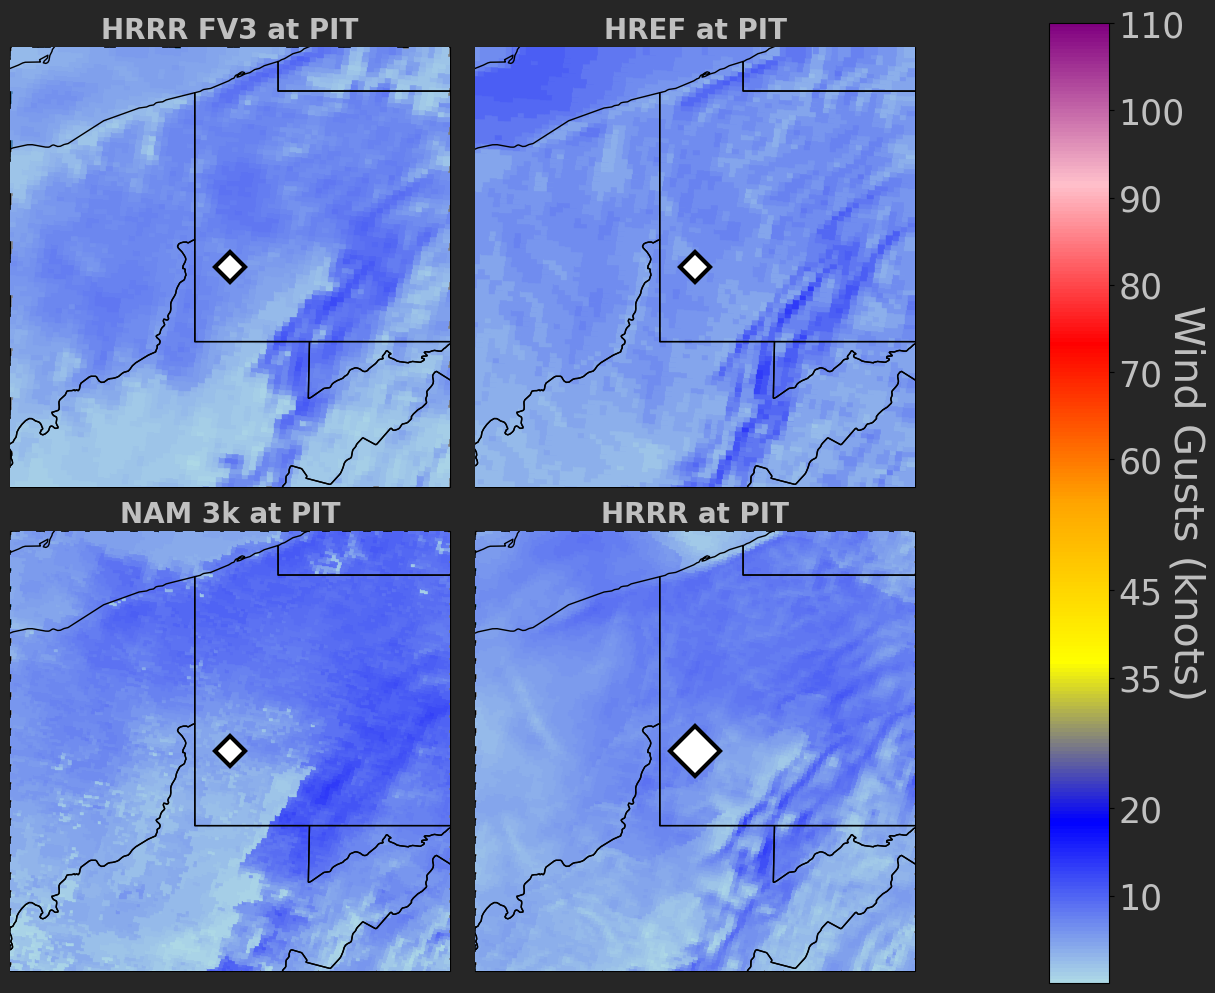 HRRR FV3 at PIT
HREF at PIT
NAM 3k at PIT
HRRR at PIT
110
100
90
80
70
60
45
35
20
10
Wind Gusts (knots)